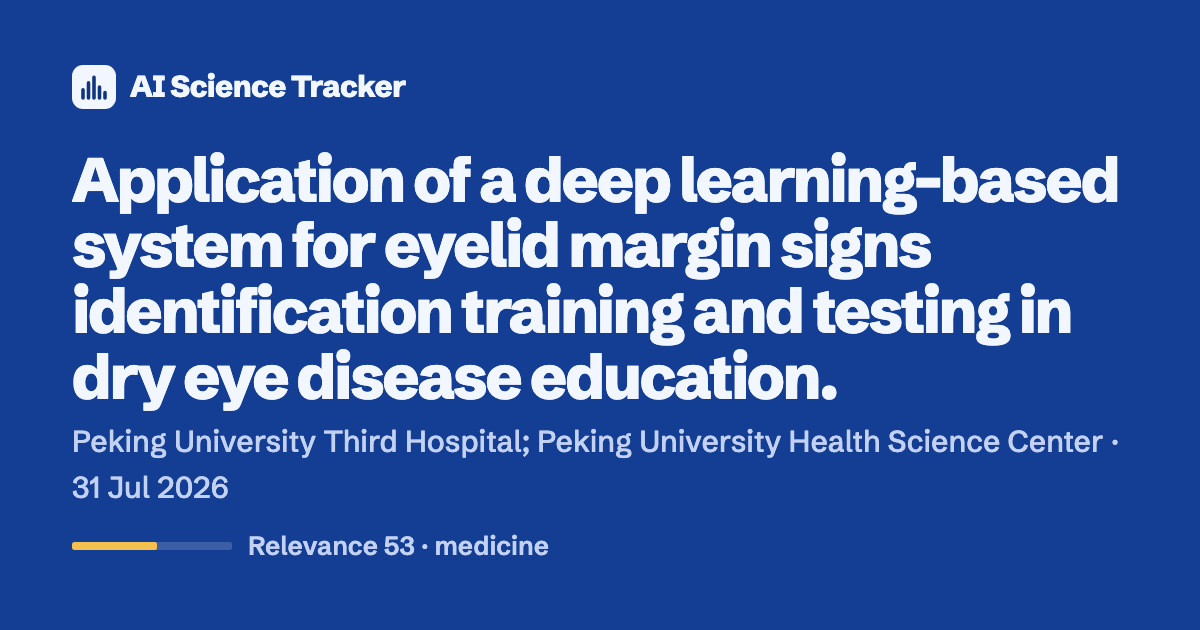 AI Science Tracker
Application of a deep learning-based
system for eyelid margin signs
identification training and testing in
dry eye disease education.
Peking University Third Hospital; Peking University Health Science Center ·
31 Jul 2026
Relevance 53 · medicine